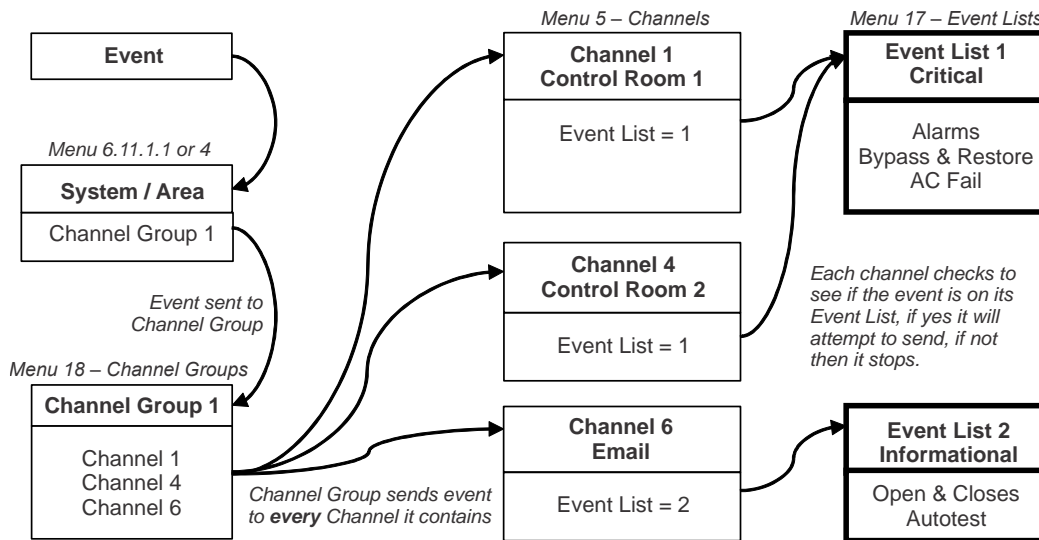 Event
Menu 6.11.1.1 or 4
System / Area
Channel Group 1
Event sent to
Channel Group
Menu 18 – Channel Groups
Channel Group 1
Channel 1
Channel 4
Channel 6
Channel Group sends event
to every Channel it contains
Menu 5 – Channels
Channel 1
Control Room 1
Event List = 1
Channel 4
Control Room 2
Event List = 1
Channel 6
Email
Event List = 2
Menu 17 – Event Lists
Event List 1
Critical
Alarms
Bypass & Restore
AC Fail
Each channel checks to
see if the event is on its
Event List, if yes it will
attempt to send, if not
then it stops.
Event List 2
Informational
Open & Closes
Autotest